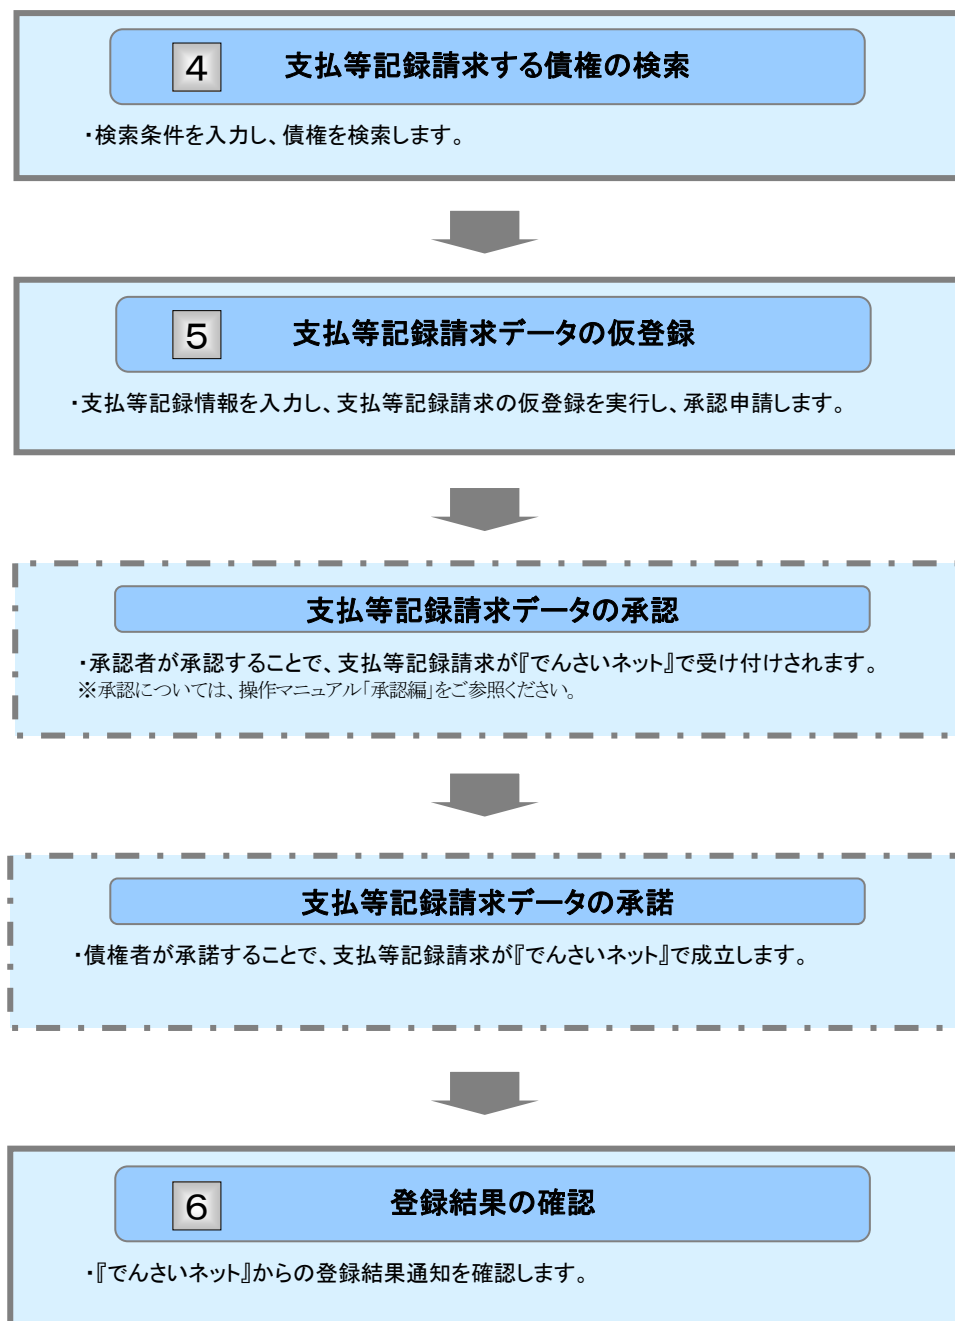 4 支払等記録請求する債権の検索
・検索条件を入力し、債権を検索します。
5 支払等記録請求データの仮登録
・支払等記録情報を入力し、支払等記録請求の仮登録を実行し、承認申請します。
支払等記録請求データの承認
・承認者が承認することで、支払等記録請求が『でんさいネット』で受け付けされます。
※承認については、操作マニュアル「承認編」をご参照ください。
支払等記録請求データの承諾
・債権者が承諾することで、支払等記録請求が『でんさいネット』で成立します。
6 登録結果の確認
・『でんさいネット』からの登録結果通知を確認します。